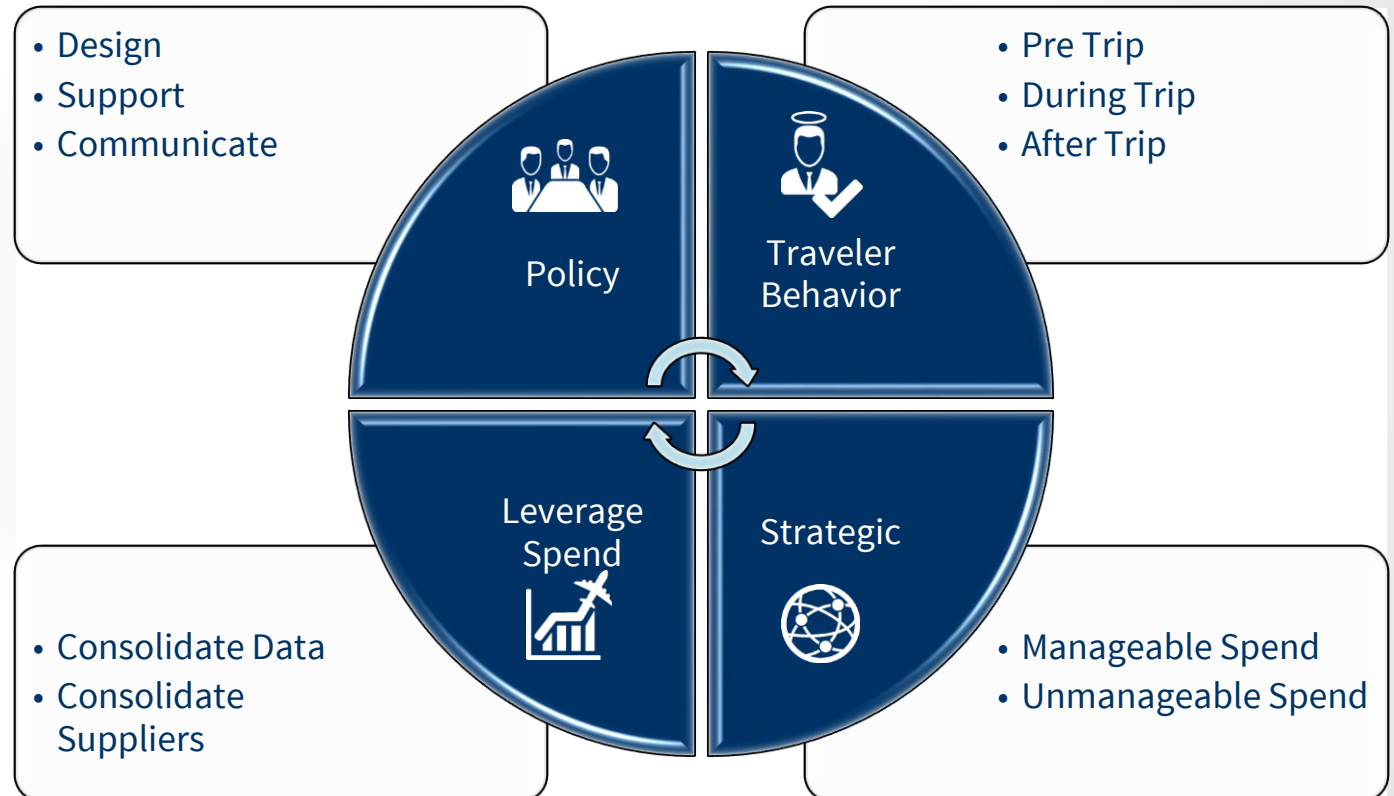 • Design
• Support
• Communicate
• Pre Trip
• During Trip
• After Trip
Policy
Traveler
Behavior
Leverage
Spend
Strategic
• Consolidate Data
• Consolidate
Suppliers
• Manageable Spend
• Unmanageable Spend